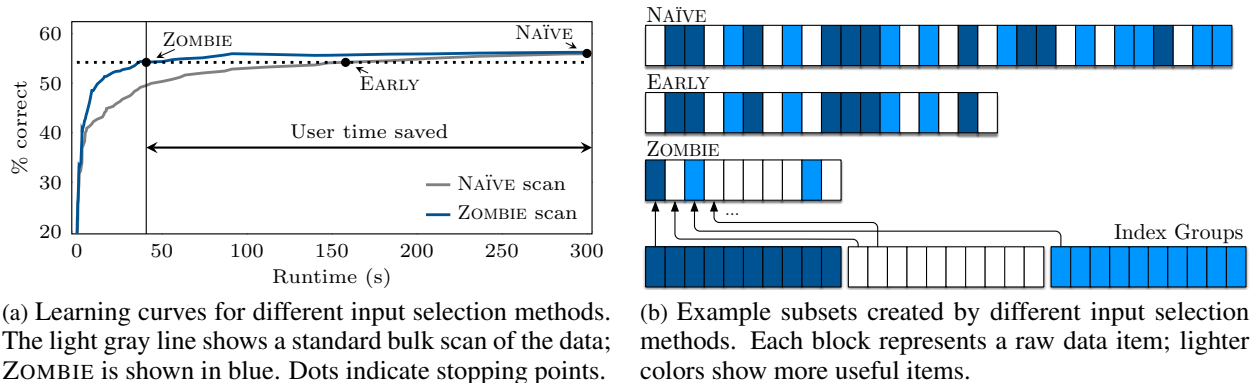 60
50
40
30
20
% correct
0
50
100
150
200
250
300
Runtime (s)
ZOMBIE
NAÏVE
EARLY
User time saved
NAÏVE scan
ZOMBIE scan
(a) Learning curves for different input selection methods.
The light gray line shows a standard bulk scan of the data;
ZOMBIE is shown in blue. Dots indicate stopping points.
NAÏVE
EARLY
ZOMBIE
...
Index Groups
(b) Example subsets created by different input selection
methods. Each block represents a raw data item; lighter
colors show more useful items.